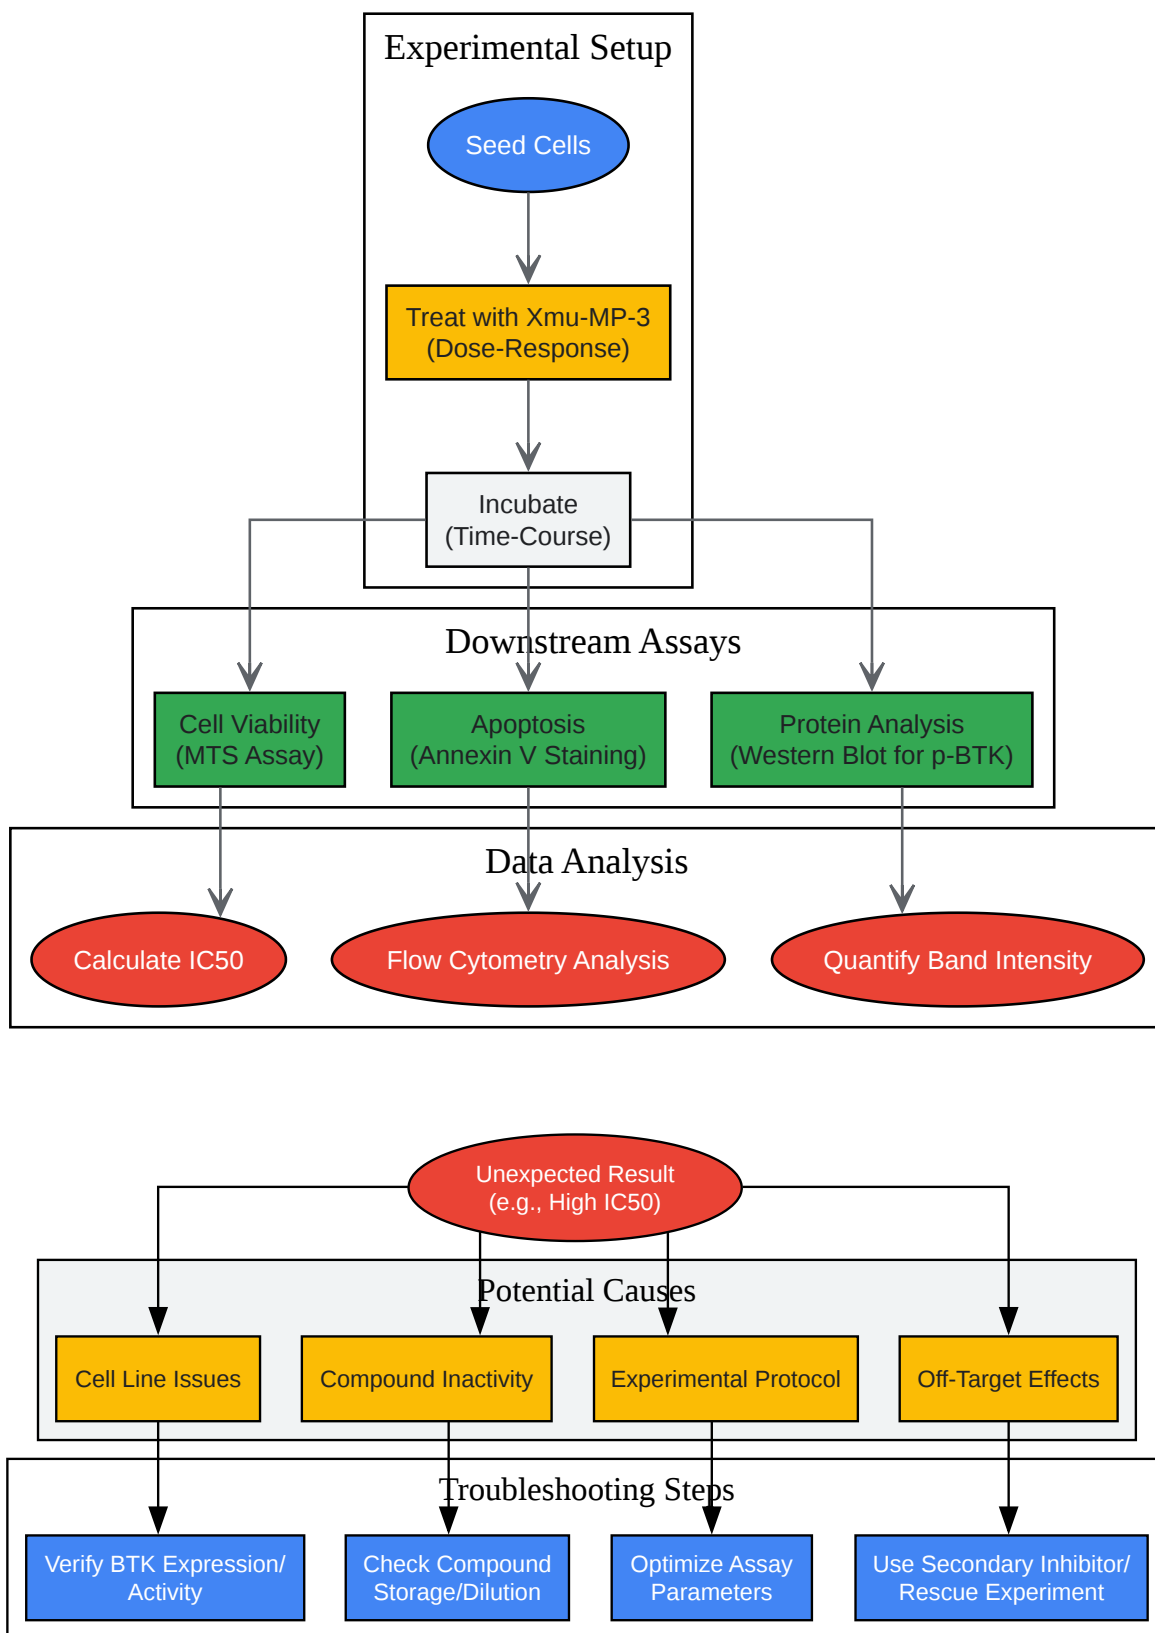 Experimental Setup
Seed Cells
Treat with Xmu-MP-3
(Dose-Response)
Incubate
(Time-Course)
Downstream Assays
Cell Viability
(MTS Assay)
Apoptosis
(Annexin V Staining)
Protein Analysis
(Western Blot for p-BTK)
Data Analysis
Calculate IC50
Flow Cytometry Analysis
Quantify Band Intensity
Unexpected Result
(e.g., High IC50)
Potential Causes
Cell Line Issues
Compound Inactivity
Experimental Protocol
Off-Target Effects
Troubleshooting Steps
Verify BTK Expression/
Activity
Check Compound
Storage/Dilution
Optimize Assay
Parameters
Use Secondary Inhibitor/
Rescue Experiment